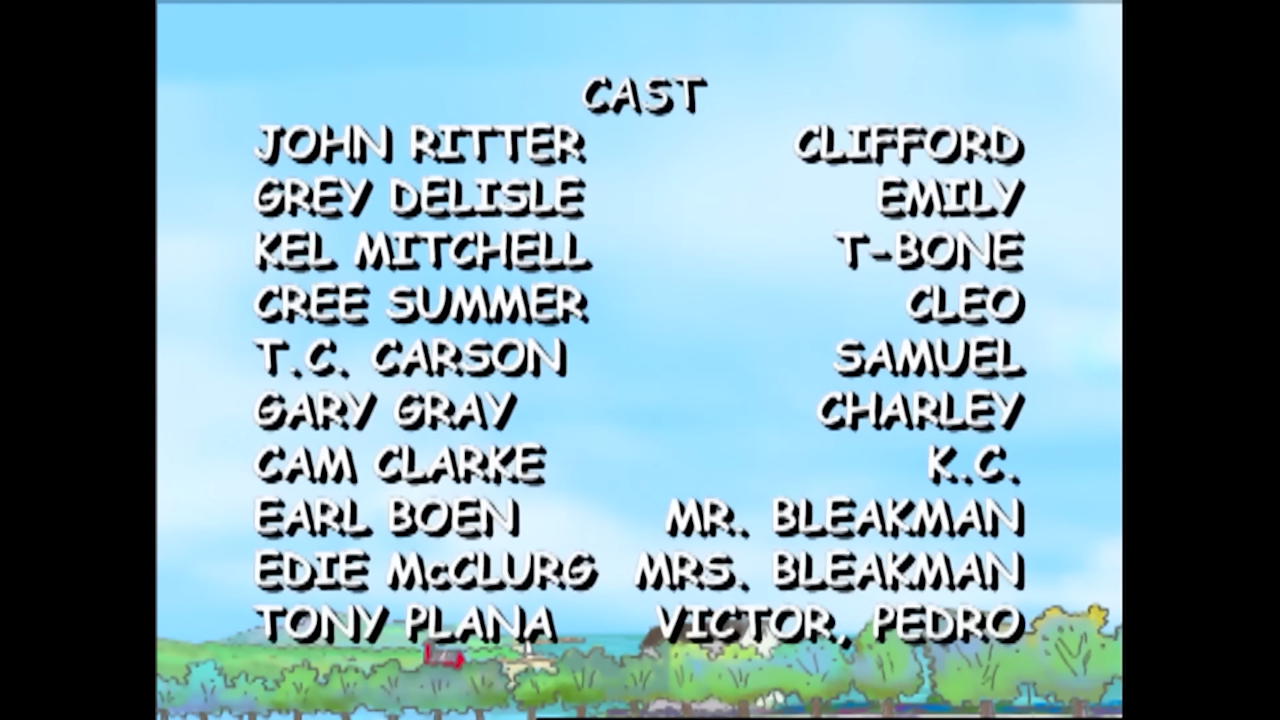 CAST
JOHN RITTER CLIFFORD
GREY DELISLE EMILY
KEL MITCHELL T-BONE
CREE SUMMER CLEO
T.C. CARSON SAMUEL
GARY GRAY CHARLEY
CAM CLARKE K.C.
EARL BOEN MR. BLEAKMAN
EDIE McCLURG MRS. BLEAKMAN
TONY PLANA VICTOR, PEDRO